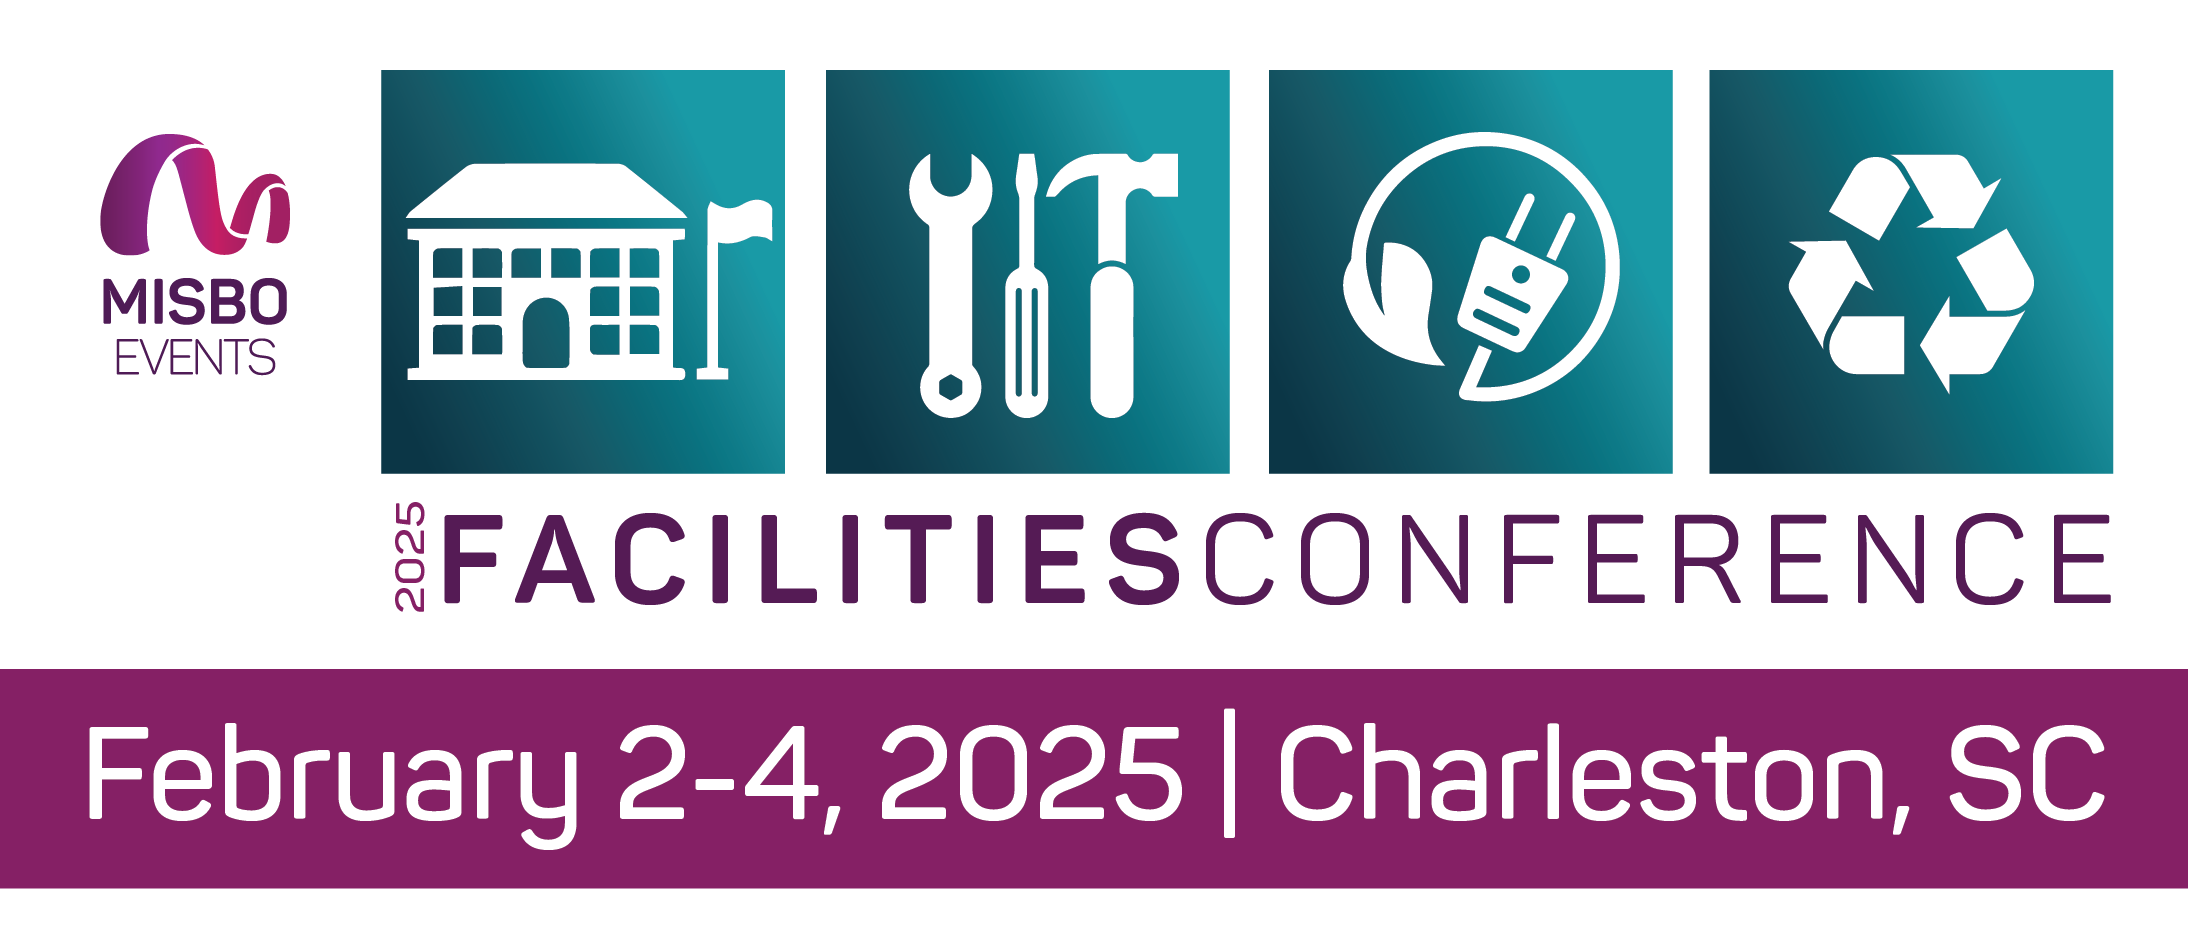 MISBO
EVENTS
2025
FACILITIESCONFERENCE
February 2-4, 2025 | Charleston, SC